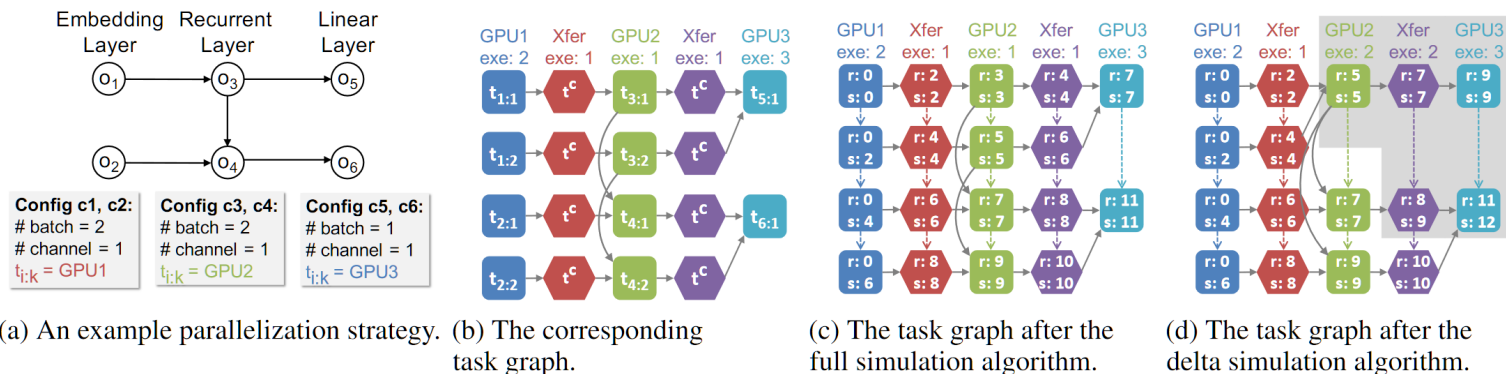 Embedding Layer
Recurrent Layer
Linear Layer
o1
o3
o5
o2
o4
o6
Config c1, c2:
# batch = 2
# channel = 1
ti:k = GPU1
Config c3, c4:
# batch = 2
# channel = 1
ti:k = GPU2
Config c5, c6:
# batch = 1
# channel = 1
ti:k = GPU3
(a) An example parallelization strategy.
GPU1 Xfer GPU2 Xfer GPU3
exe: 2 exe: 1 exe: 1 exe: 1 exe: 3
t1:1 tc t3:1 tc t5:1
t1:2 tc t3:2 tc
t2:1 tc t4:1 tc t6:1
t2:2 tc t4:2 tc
(b) The corresponding
task graph.
GPU1 Xfer GPU2 Xfer GPU3
exe: 2 exe: 1 exe: 1 exe: 1 exe: 3
r: 0 r: 2 r: 3 r: 4 r: 7
s: 0 s: 2 s: 3 s: 4 s: 7
r: 0 r: 4 r: 5 r: 6
s: 2 s: 4 s: 5 s: 6
r: 0 r: 6 r: 7 r: 8 r: 11
s: 4 s: 6 s: 7 s: 8 s: 11
r: 0 r: 8 r: 9 r: 10
s: 6 s: 8 s: 9 s: 10
(c) The task graph after the
full simulation algorithm.
GPU1 Xfer GPU2 Xfer GPU3
exe: 2 exe: 1 exe: 2 exe: 2 exe: 3
r: 0 r: 2 r: 5 r: 7 r: 9
s: 0 s: 2 s: 5 s: 7 s: 9
r: 0 r: 4
s: 2 s: 4
r: 0 r: 6 r: 7 r: 8 r: 11
s: 4 s: 6 s: 7 s: 9 s: 12
r: 0 r: 8 r: 9 r: 10
s: 6 s: 8 s: 9 s: 10
(d) The task graph after the
delta simulation algorithm.